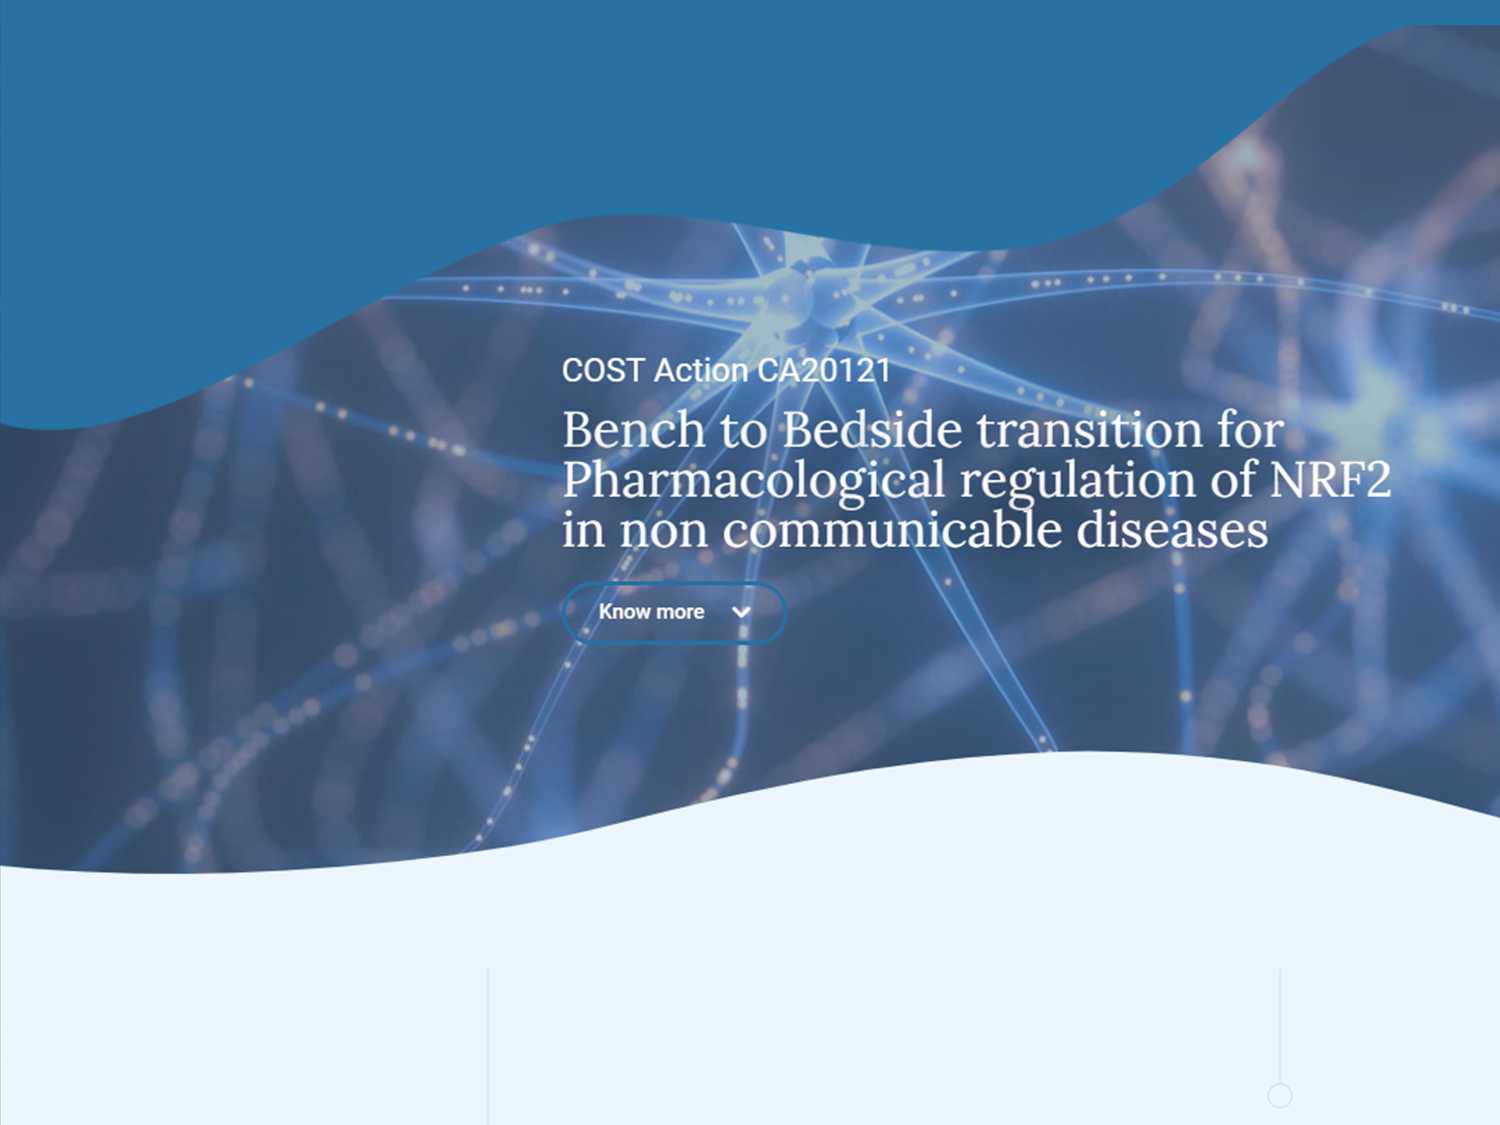 COST Action CA20121
Bench to Bedside transition for
Pharmacological regulation of NRF2
in non communicable diseases
Know more